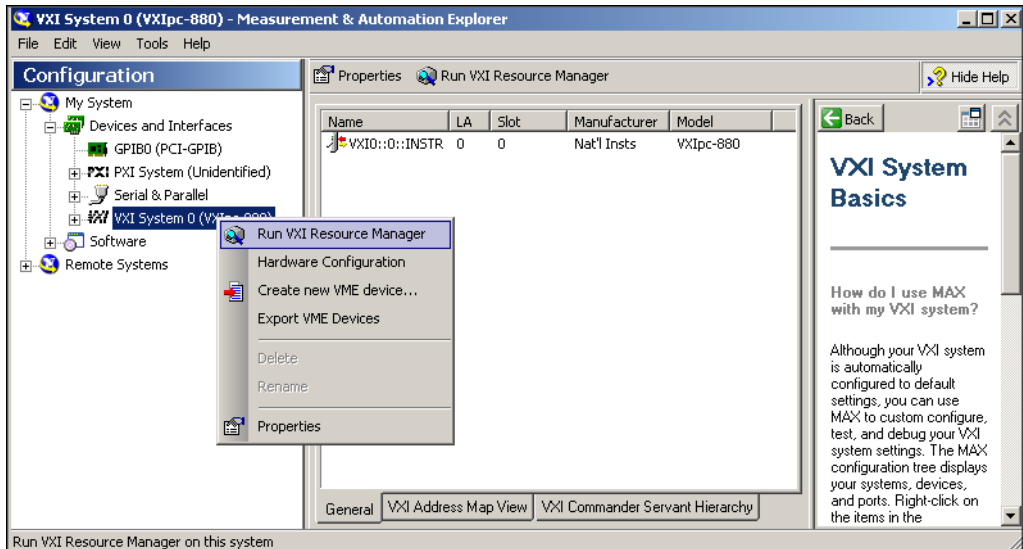 VXI System 0 (VXIpc-880) - Measurement & Automation Explorer
File Edit View Tools Help
Configuration
Properties Run VXI Resource Manager Hide Help
My System
Devices and Interfaces
GPIB0 (PCI-GPIB)
PXI PXI System (Unidentified)
Serial & Parallel
VXI VXI System 0 (VXIpc-880)
Software
Remote Systems
Run VXI Resource Manager
Hardware Configuration
Create new VME device...
Export VME Devices
Delete
Rename
Properties
Name LA Slot Manufacturer Model
VXI0::0::INSTR 0 0 Nat'l Insts VXIpc-880
General VXI Address Map View VXI Commander Servant Hierarchy
Back
VXI System
Basics
How do I use MAX
with my VXI system?
Although your VXI system
is automatically
configured to default
settings, you can use
MAX to custom configure,
test, and debug your VXI
system settings. The MAX
configuration tree displays
your systems, devices,
and ports. Right-click on
the items in the
Run VXI Resource Manager on this system